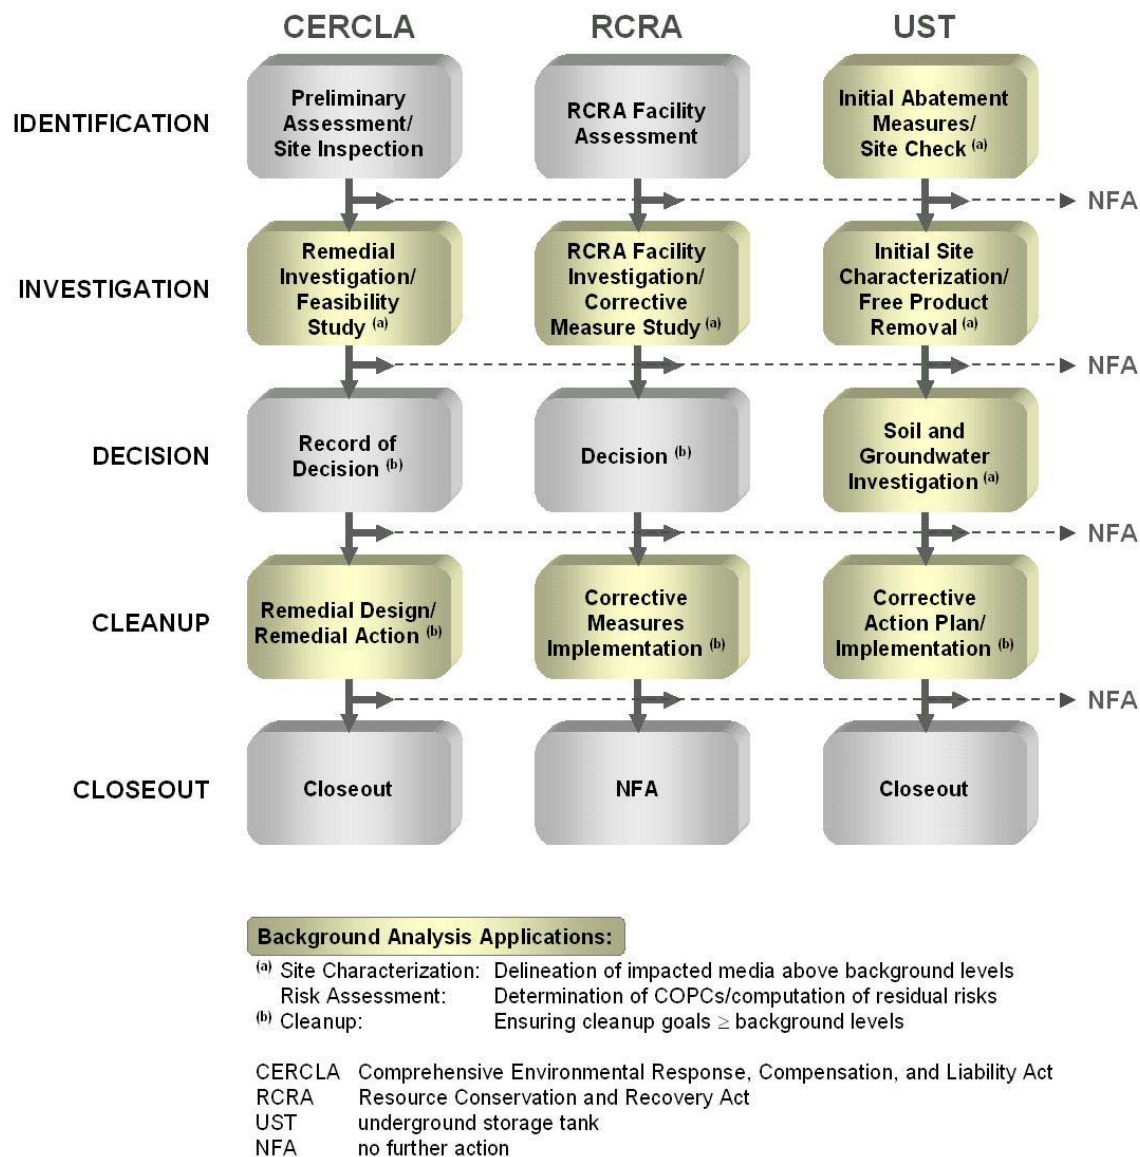 CERCLA RCRA UST
IDENTIFICATION
Preliminary
Assessment/
Site Inspection
RCRA Facility
Assessment
Initial Abatement
Measures/
Site Check (a)
NFA
INVESTIGATION
Remedial
Investigation/
Feasibility
Study (a)
RCRA Facility
Investigation/
Corrective
Measure Study (a)
Initial Site
Characterization/
Free Product
Removal (a)
NFA
DECISION
Record of
Decision (b)
Decision (b)
Soil and
Groundwater
Investigation (a)
NFA
CLEANUP
Remedial Design/
Remedial Action (b)
Corrective
Measures
Implementation (b)
Corrective
Action Plan/
Implementation (b)
NFA
CLOSEOUT
Closeout
NFA
Closeout
Background Analysis Applications:
(a) Site Characterization: Delineation of impacted media above background levels
Risk Assessment: Determination of COPCs/computation of residual risks
(b) Cleanup: Ensuring cleanup goals ≥ background levels
CERCLA Comprehensive Environmental Response, Compensation, and Liability Act
RCRA Resource Conservation and Recovery Act
UST underground storage tank
NFA no further action